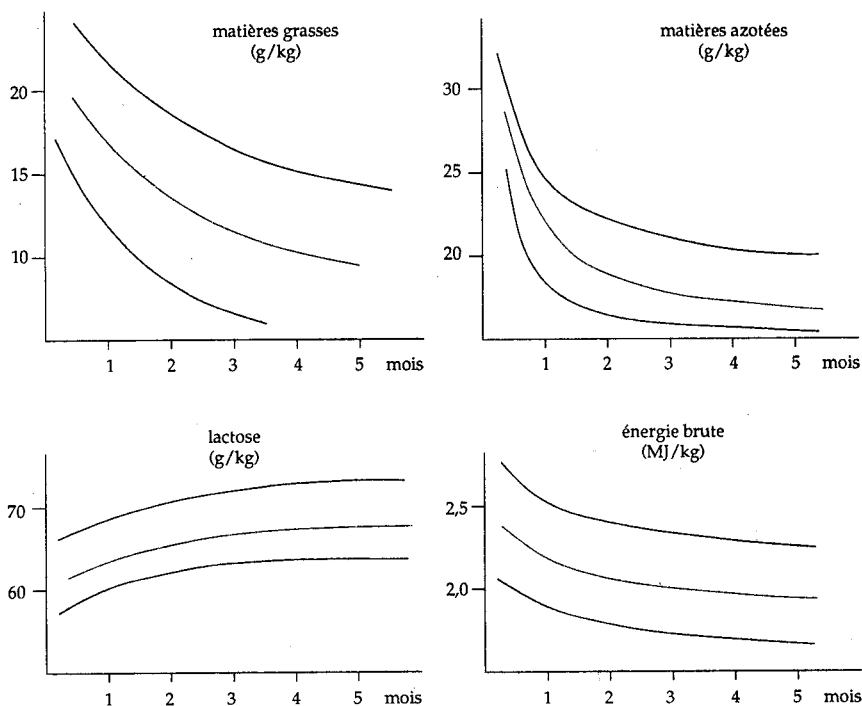 matières grasses
(g/kg)
20
15
10
1 2 3 4 5 mois
matières azotées
(g/kg)
30
25
20
1 2 3 4 5 mois
lactose
(g/kg)
70
60
1 2 3 4 5 mois
énergie brute
(MJ/kg)
2,5
2,0
1 2 3 4 5 mois